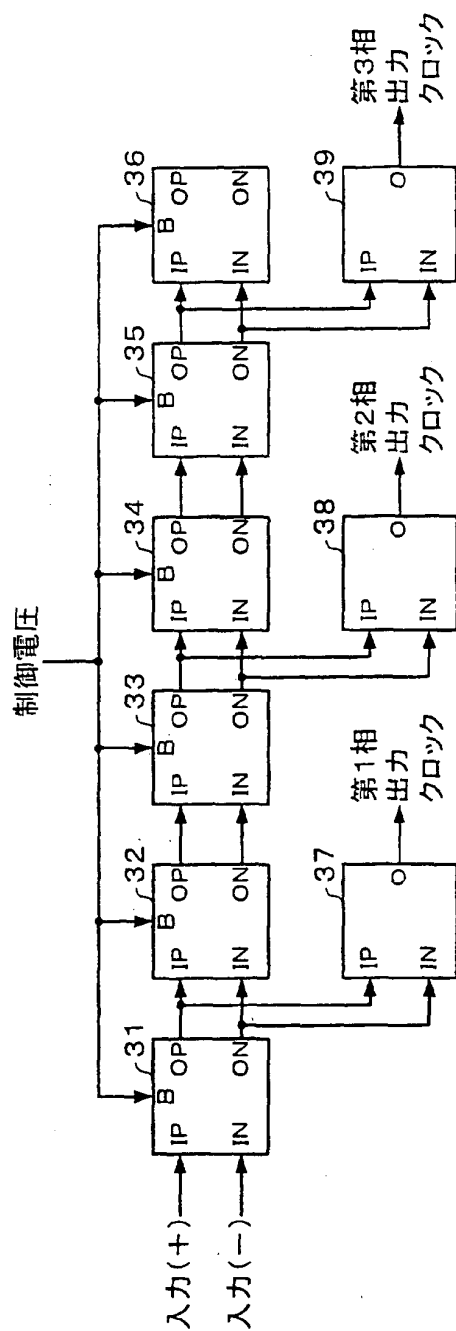 制御電圧
入力(+)
入力(−)
31
B
IP
OP
IN
ON
32
B
IP
OP
IN
ON
33
B
IP
OP
IN
ON
34
B
IP
OP
IN
ON
35
B
IP
OP
IN
ON
36
B
IP
OP
IN
ON
37
IP
IN
O
第1相
出力
クロック
38
IP
IN
O
第2相
出力
クロック
39
IP
IN
O
第3相
出力
クロック